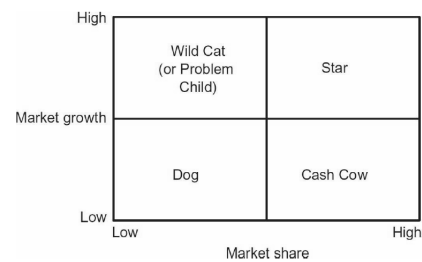 High
Wild Cat
(or Problem
Child)
Star
Market growth
Dog
Cash Cow
Low
Low
High
Market share